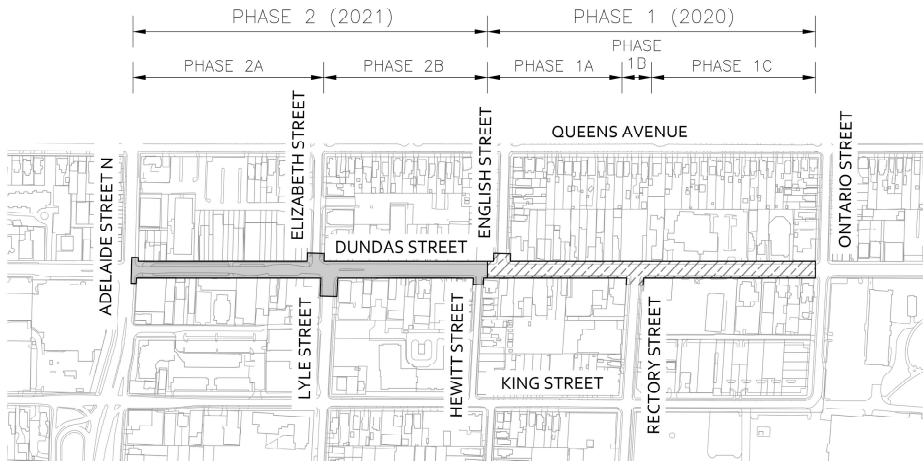 PHASE 2 (2021)
PHASE 1 (2020)
PHASE 2A
PHASE 2B
PHASE 1A
PHASE
1B
PHASE 1C
QUEENS AVENUE
ADELAIDE STREET N
ELIZABETH STREET
ENGLISH STREET
ONTARIO STREET
DUNDAS STREET
LYLE STREET
HEWITT STREET
KING STREET
RECTORY STREET